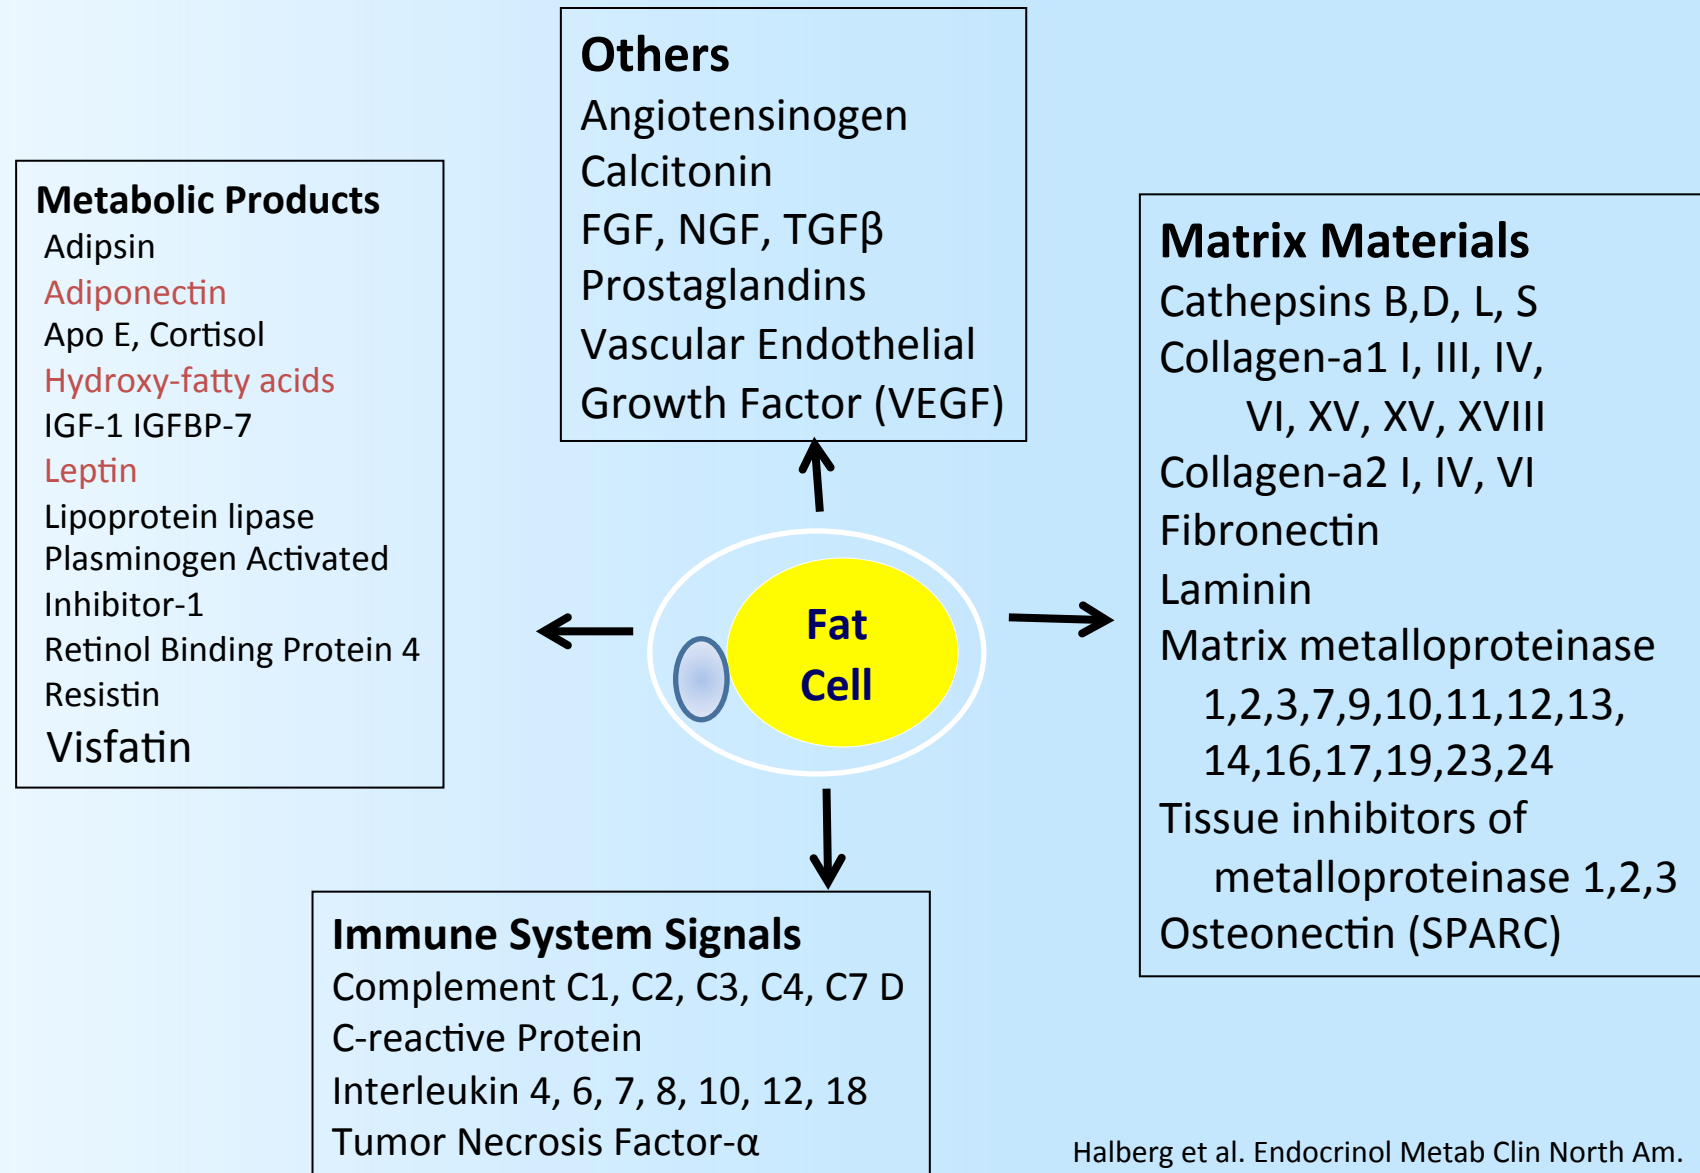 Others
Angiotensinogen
Calcitonin
FGF, NGF, TGFβ
Prostaglandins
Vascular Endothelial
Growth Factor (VEGF)
Metabolic Products
Adipsin
Adiponectin
Apo E, Cortisol
Hydroxy-fatty acids
IGF-1 IGFBP-7
Leptin
Lipoprotein lipase
Plasminogen Activated
Inhibitor-1
Retinol Binding Protein 4
Resistin
Visfatin
Fat
Cell
Matrix Materials
Cathepsins B,D, L, S
Collagen-a1 I, III, IV,
VI, XV, XV, XVIII
Collagen-a2 I, IV, VI
Fibronectin
Laminin
Matrix metalloproteinase
1,2,3,7,9,10,11,12,13,
14,16,17,19,23,24
Tissue inhibitors of
metalloproteinase 1,2,3
Osteonectin (SPARC)
Immune System Signals
Complement C1, C2, C3, C4, C7 D
C-reactive Protein
Interleukin 4, 6, 7, 8, 10, 12, 18
Tumor Necrosis Factor-α
Halberg et al. Endocrinol Metab Clin North Am.